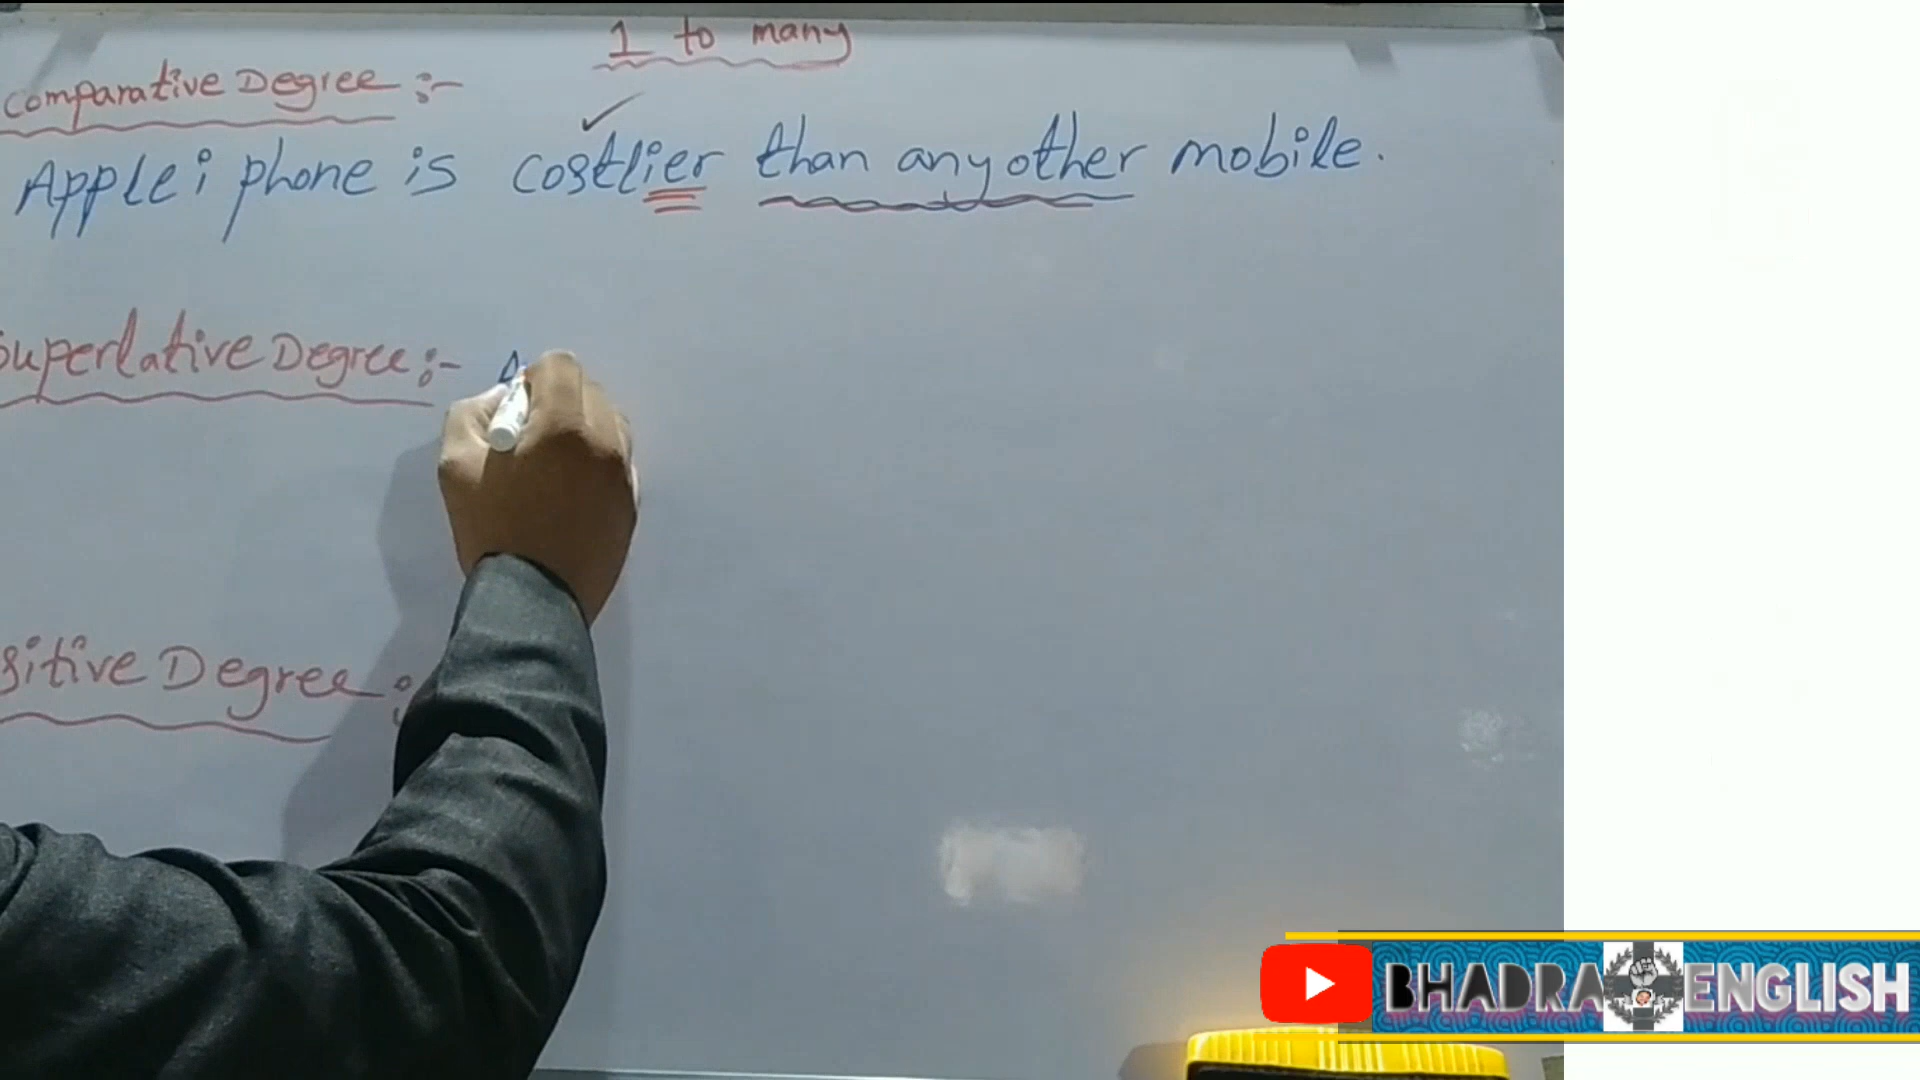 1 to many
Comparative Degree :-
Apple i phone is costlier than any other mobile.
Superlative Degree :- A
sitive Degree :
BHADRA ENGLISH